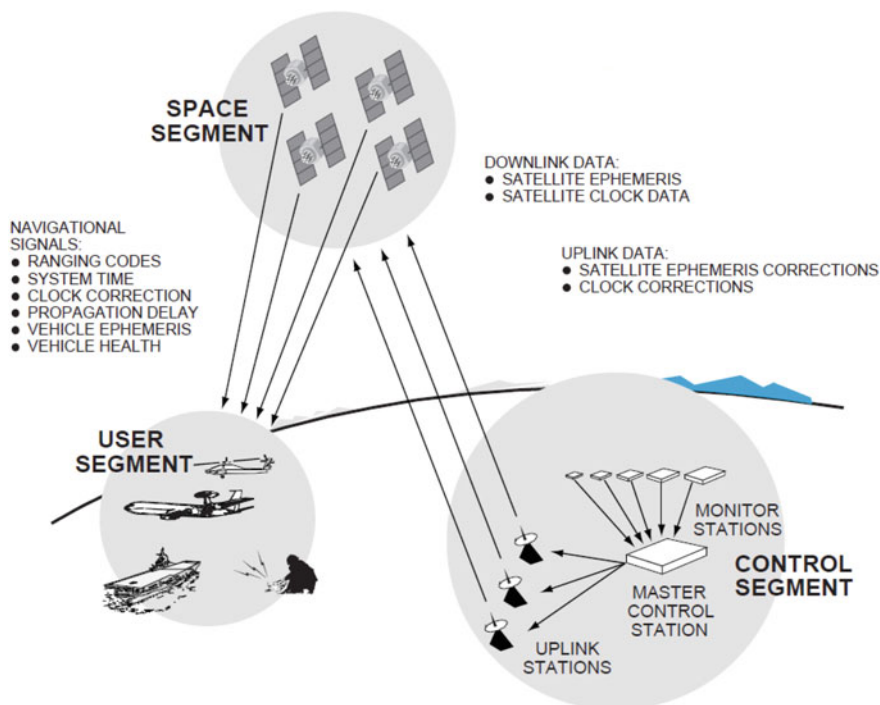 SPACE
SEGMENT
DOWNLINK DATA:
● SATELLITE EPHEMERIS
● SATELLITE CLOCK DATA
NAVIGATIONAL
SIGNALS:
● RANGING CODES
● SYSTEM TIME
● CLOCK CORRECTION
● PROPAGATION DELAY
● VEHICLE EPHEMERIS
● VEHICLE HEALTH
UPLINK DATA:
● SATELLITE EPHEMERIS CORRECTIONS
● CLOCK CORRECTIONS
USER
SEGMENT
MONITOR
STATIONS
CONTROL
SEGMENT
MASTER
CONTROL
STATION
UPLINK
STATIONS